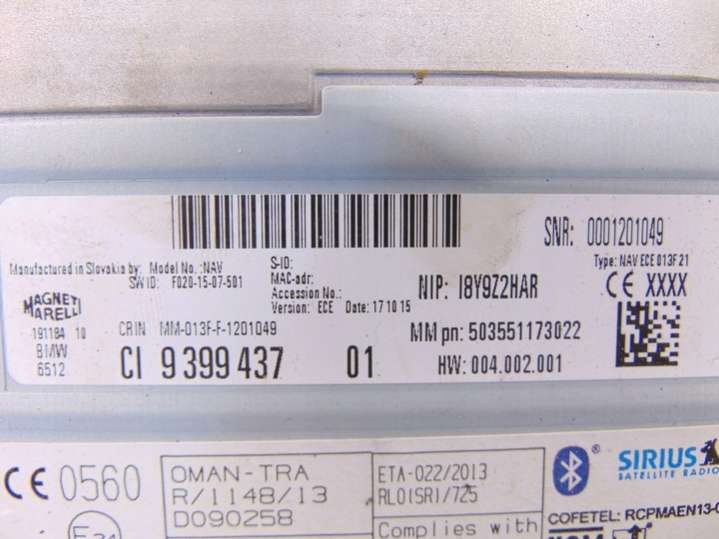 SNR: 0001201049
Manufactured in Slovakia by:
Model No.:NAV
SW ID: F020-15-07-501
S-ID:
MAC-adr:
Accession No.:
Version: ECE Date: 17 10 15
NIP: I8Y9Z2HAR
Type: NAV ECE 013F 21
CE XXXX
MAGNETI
MARELLI
191184 10
BMW
6512
CRIN MM-013F-F-1201049
CI 9 399 437 01
MM pn: 503551173022
HW: 004.002.001
CE 0560
OMAN-TRA
R/1148/13
D090258
ETA-022/2013
RLO(SR)/725
Complies with
SIRIUS
SATELLITE RADIO
COFETEL: RCPMAEN13-0